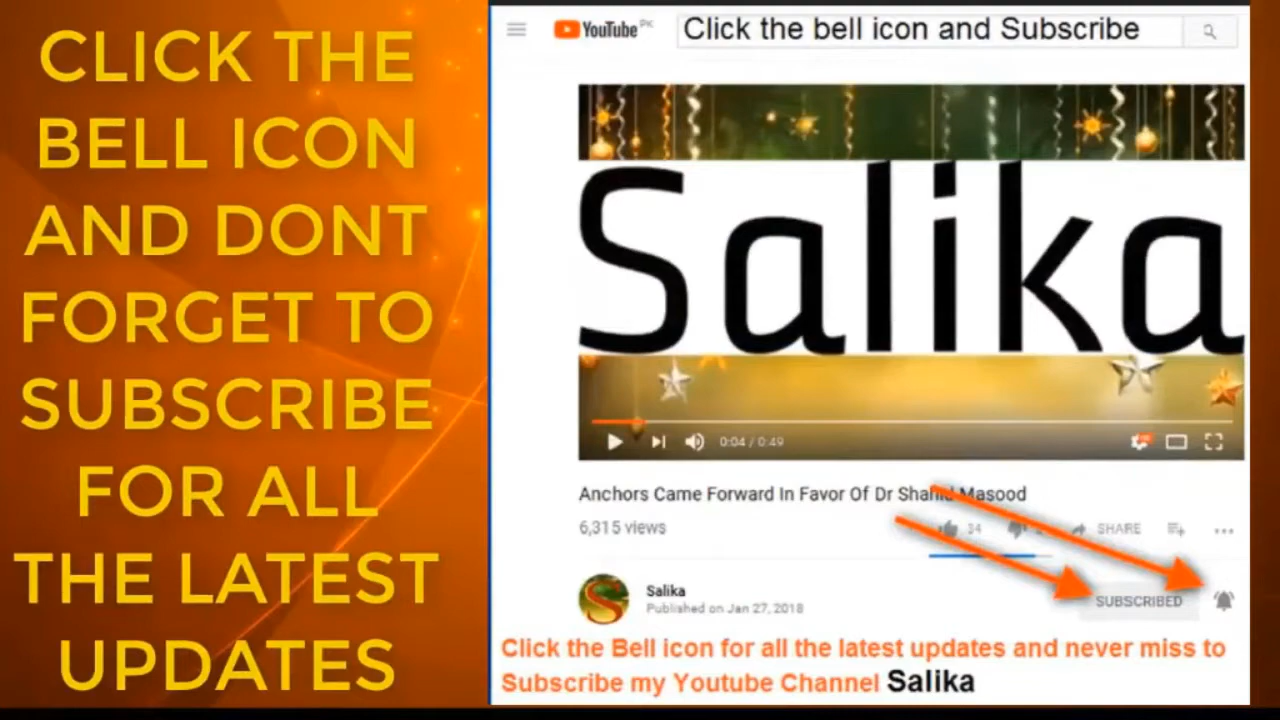 CLICK THE
BELL ICON
AND DONT
FORGET TO
SUBSCRIBE
FOR ALL
THE LATEST
UPDATES
YouTube PK
Click the bell icon and Subscribe
Salika
0:04 / 0:49
Anchors Came Forward In Favor Of Dr Shahid Masood
6,315 views
34
SHARE
Salika
Published on Jan 27, 2018
SUBSCRIBED
Click the Bell icon for all the latest updates and never miss to
Subscribe my Youtube Channel Salika